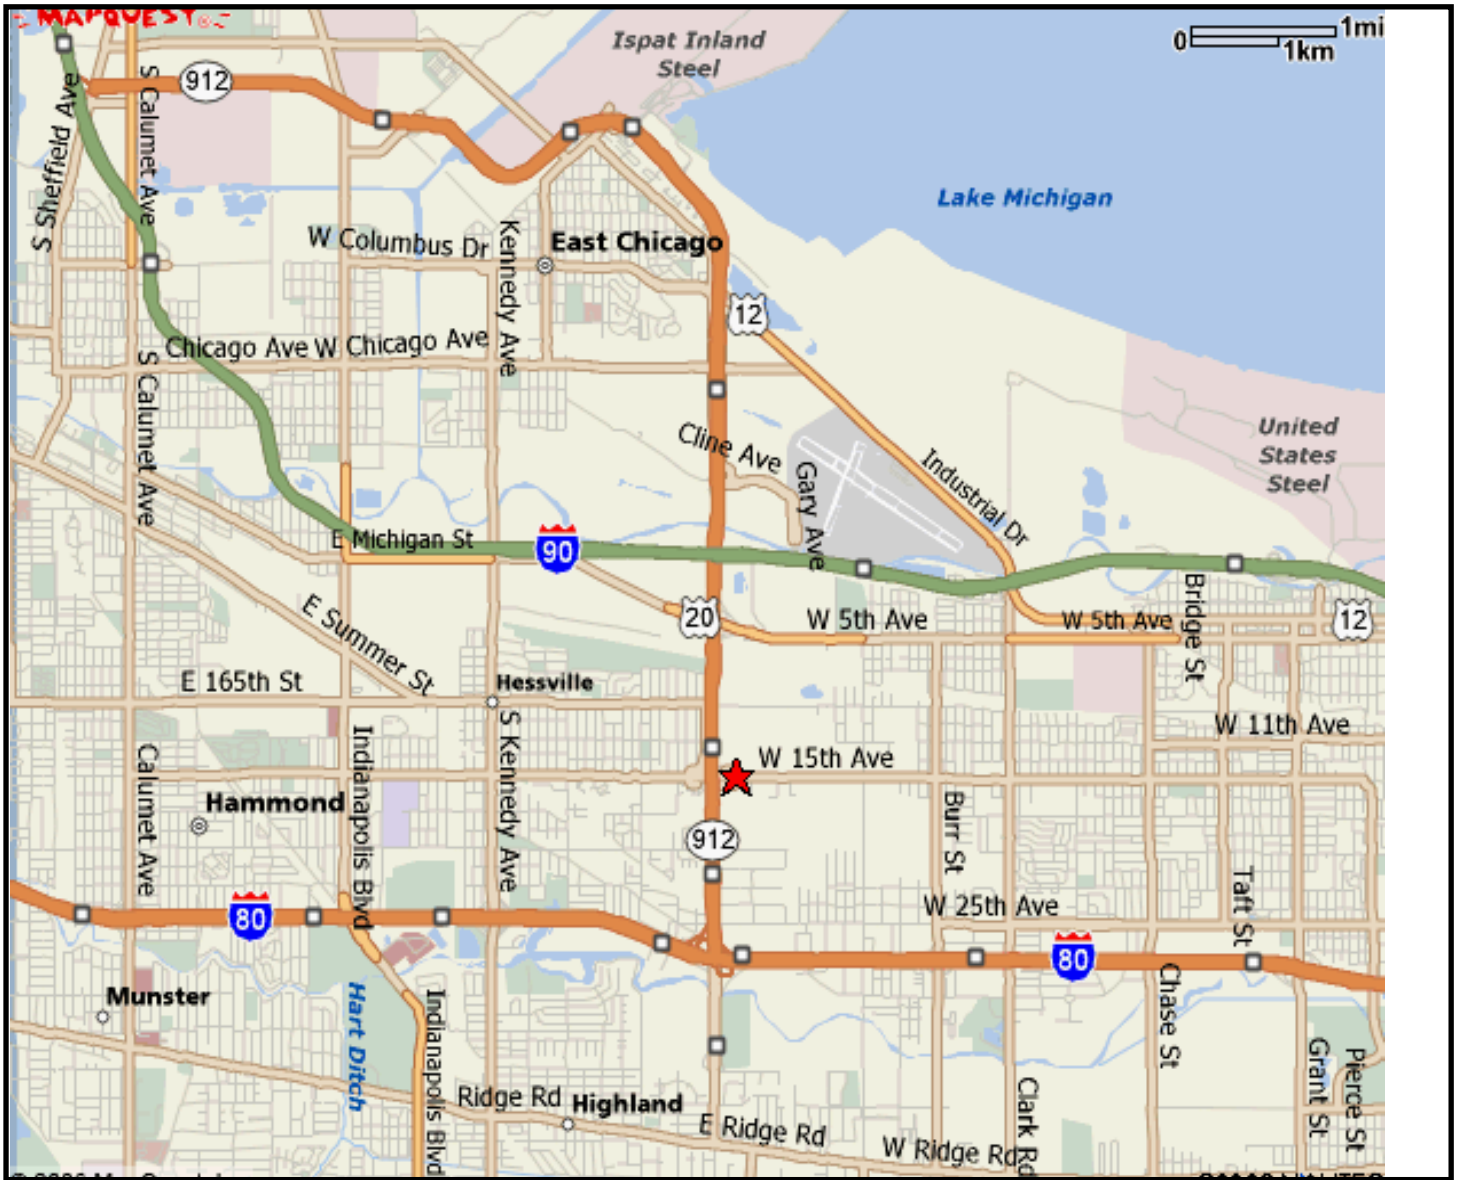 MAPQUEST
0
1mi
1km
Ispat Inland
Steel
912
S Sheffield Ave
S Calumet Ave
Lake Michigan
W Columbus Dr
Kennedy Ave
East Chicago
12
Chicago Ave
W Chicago Ave
S Calumet Ave
Cline Ave
Gary Ave
Industrial Dr
United
States
Steel
E Michigan St
90
20
W 5th Ave
W 5th Ave
Bridge St
12
E Summer St
E 165th St
Hessville
W 11th Ave
S Kennedy Ave
Indianapolis Blvd
Calumet Ave
W 15th Ave
Hammond
912
Burr St
Taft St
W 25th Ave
80
80
Munster
Hart Ditch
Indianapolis Blvd
Chase St
Grant St
Pierce St
Clark Rd
Ridge Rd
Highland
E Ridge Rd
W Ridge Rd